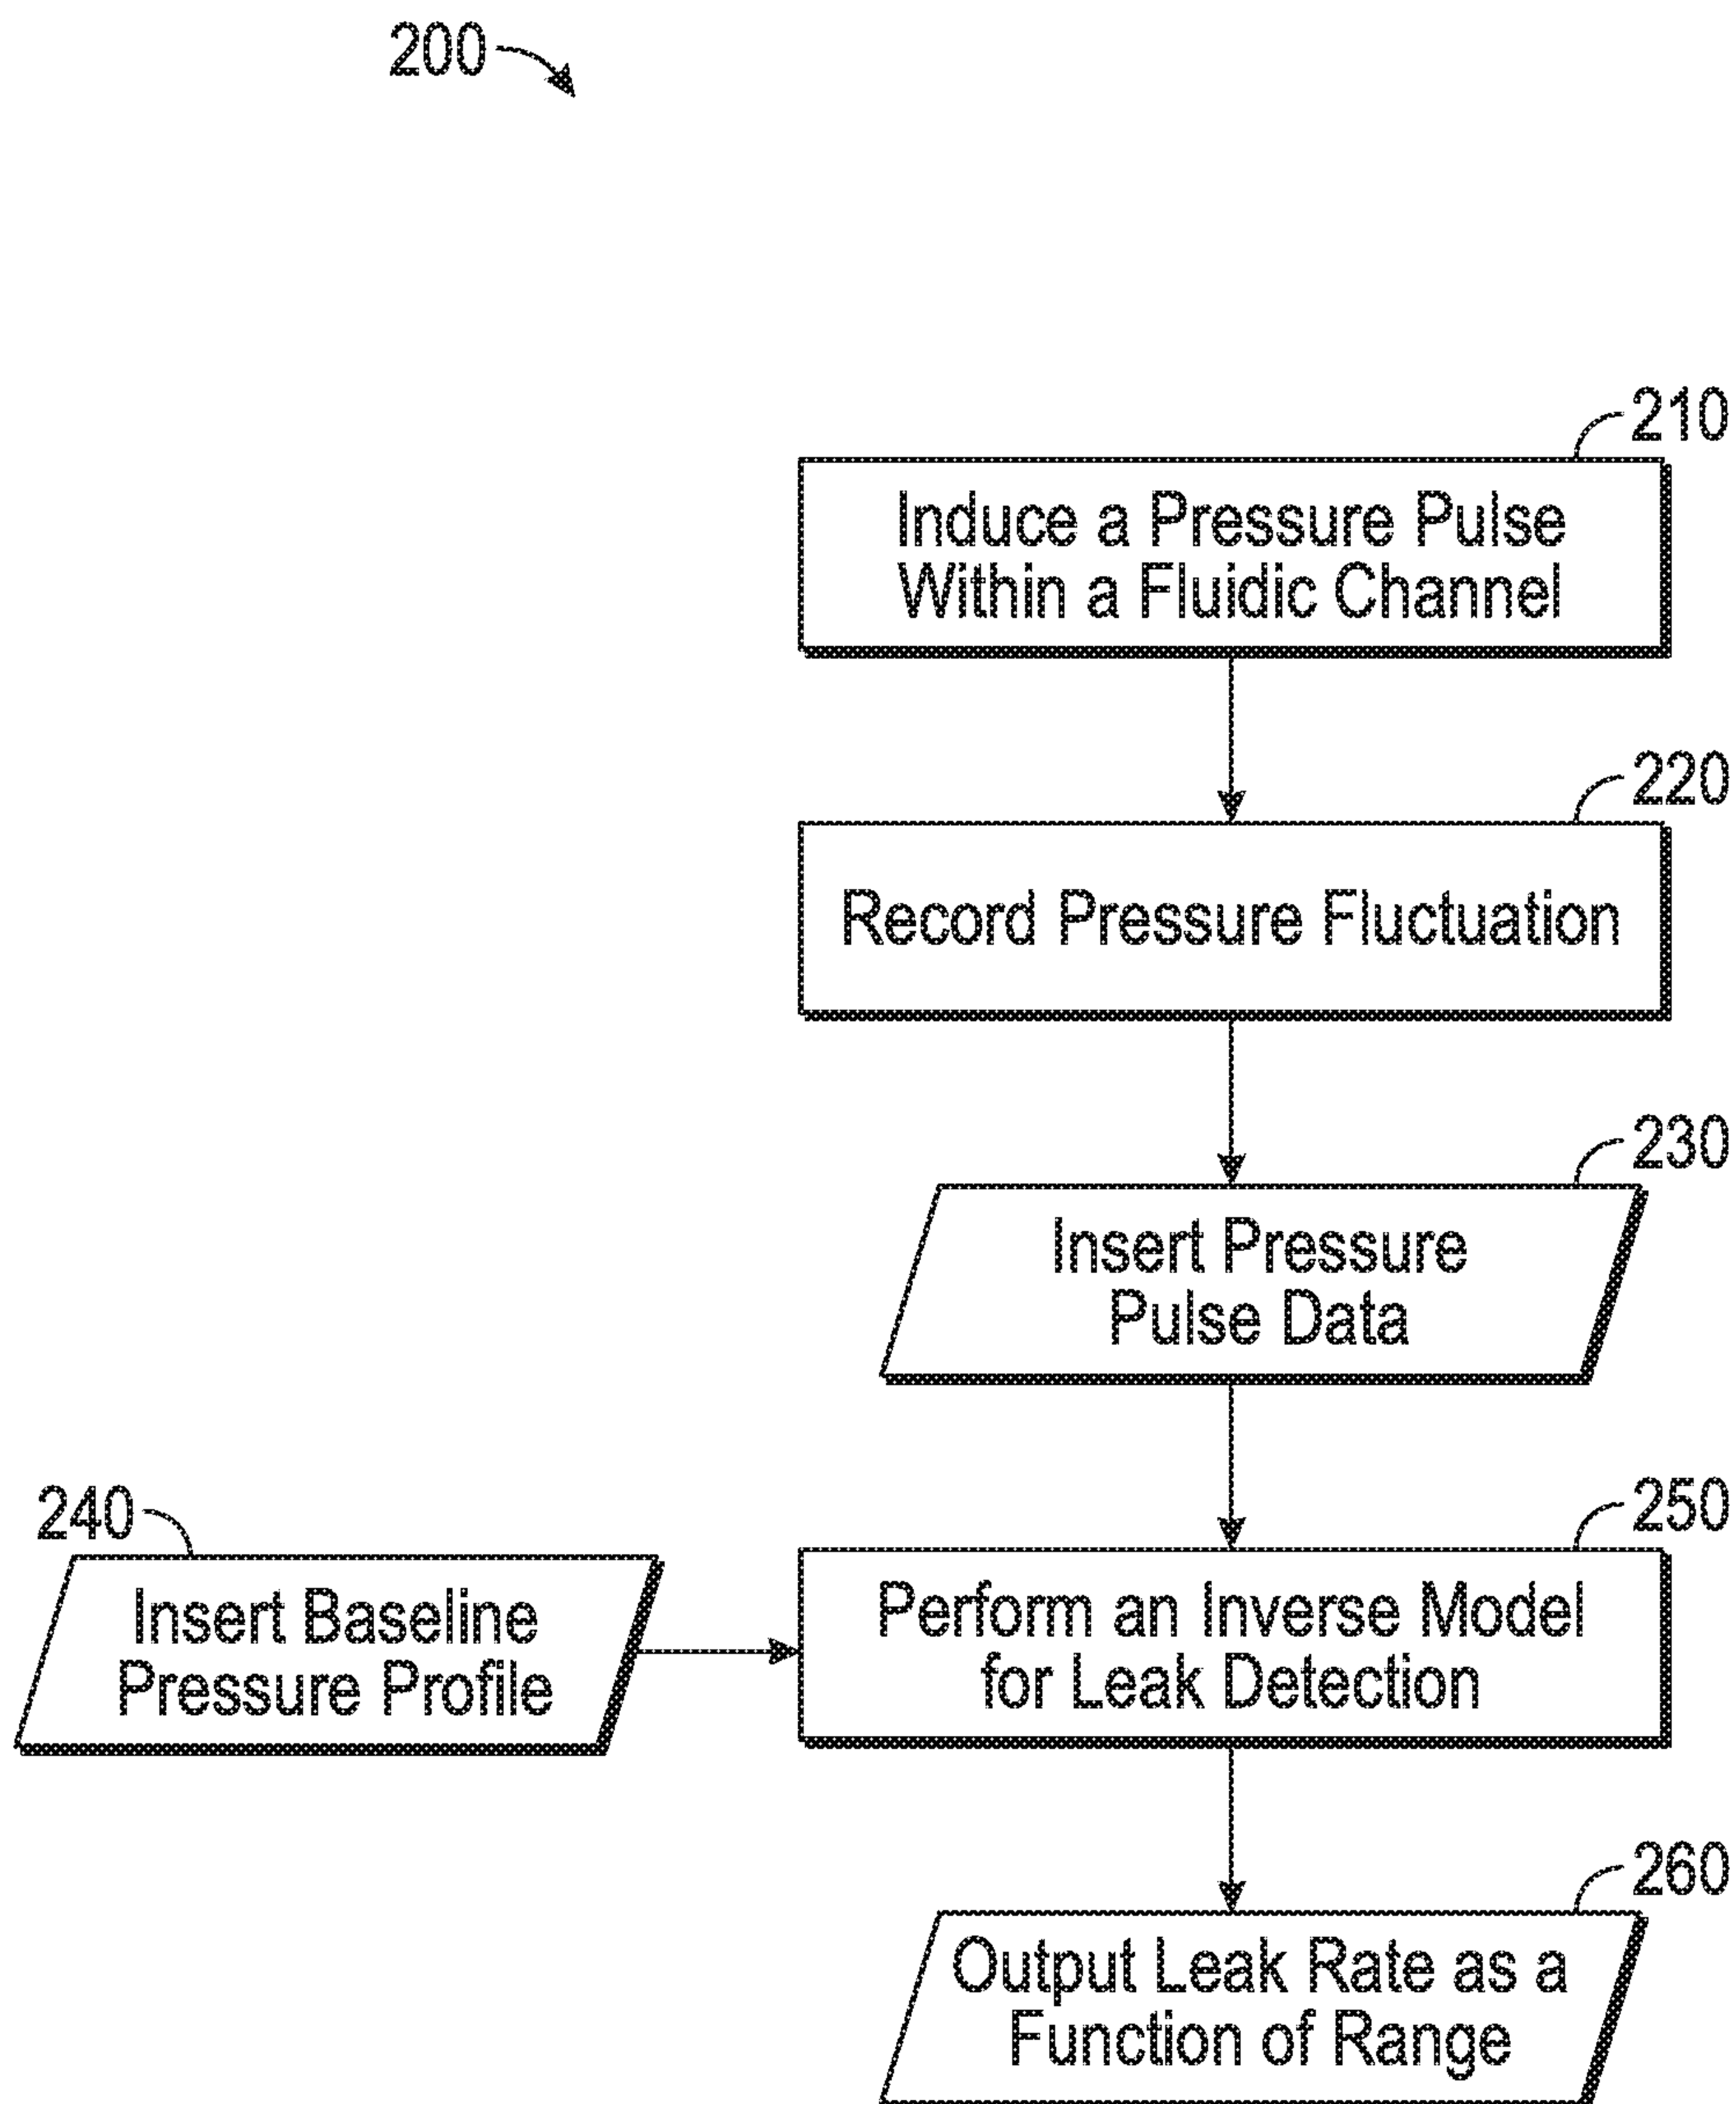 200
210
Induce a Pressure Pulse
Within a Fluidic Channel
220
Record Pressure Fluctuation
230
Insert Pressure
Pulse Data
240
Insert Baseline
Pressure Profile
250
Perform an Inverse Model
for Leak Detection
260
Output Leak Rate as a
Function of Range